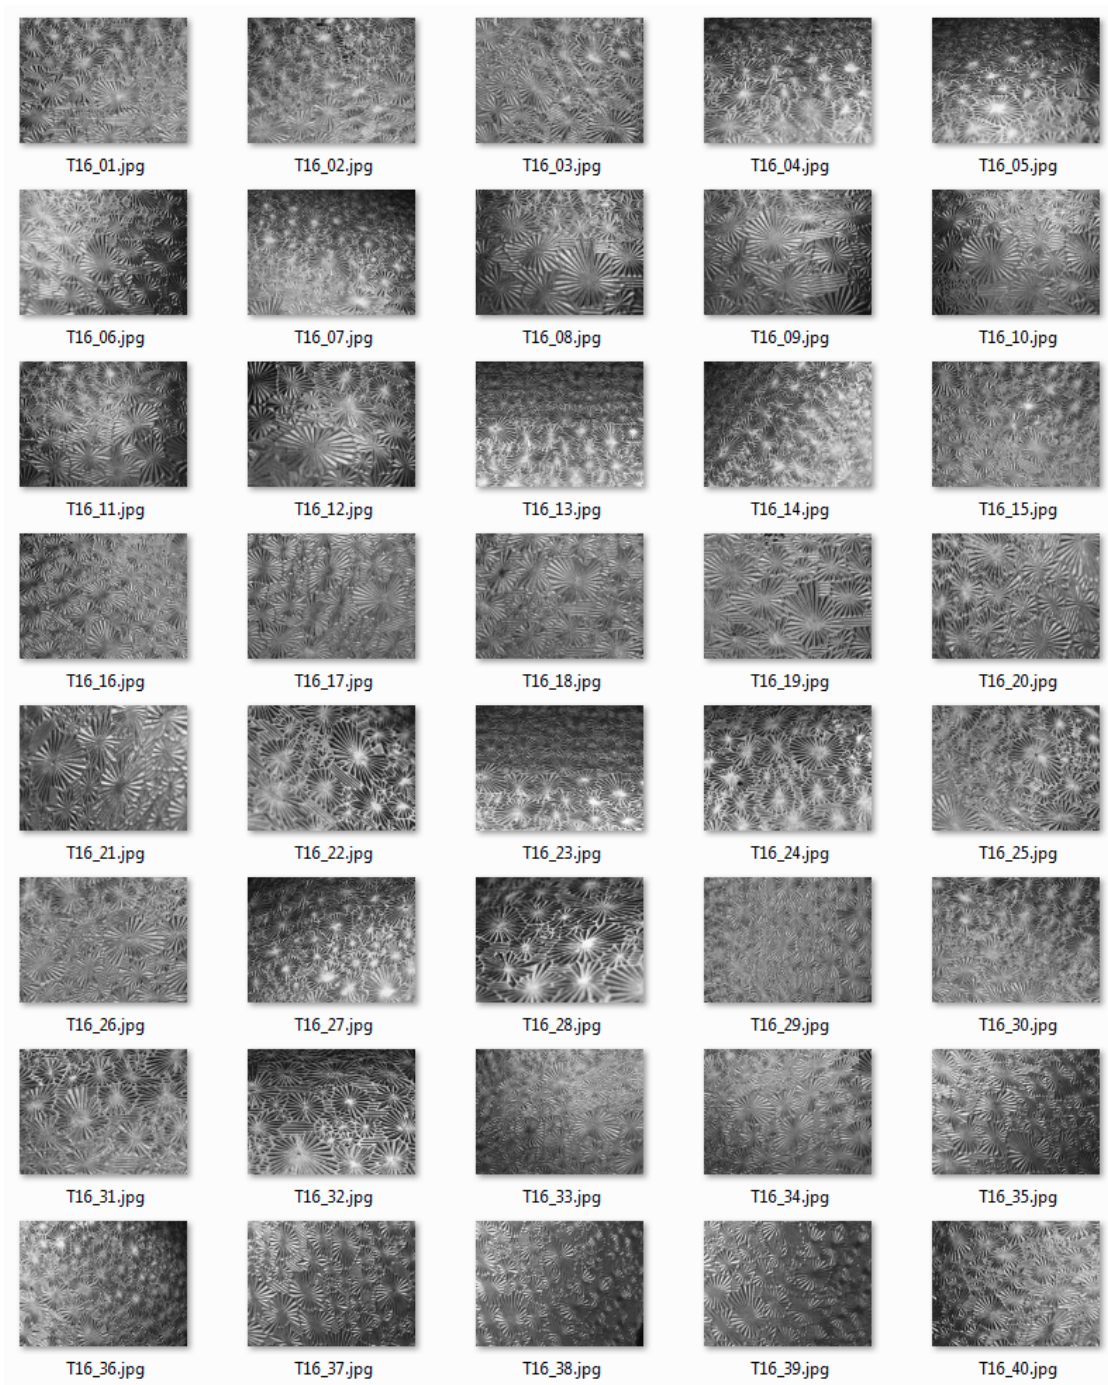 T16_01.jpg T16_02.jpg T16_03.jpg T16_04.jpg T16_05.jpg
T16_06.jpg T16_07.jpg T16_08.jpg T16_09.jpg T16_10.jpg
T16_11.jpg T16_12.jpg T16_13.jpg T16_14.jpg T16_15.jpg
T16_16.jpg T16_17.jpg T16_18.jpg T16_19.jpg T16_20.jpg
T16_21.jpg T16_22.jpg T16_23.jpg T16_24.jpg T16_25.jpg
T16_26.jpg T16_27.jpg T16_28.jpg T16_29.jpg T16_30.jpg
T16_31.jpg T16_32.jpg T16_33.jpg T16_34.jpg T16_35.jpg
T16_36.jpg T16_37.jpg T16_38.jpg T16_39.jpg T16_40.jpg